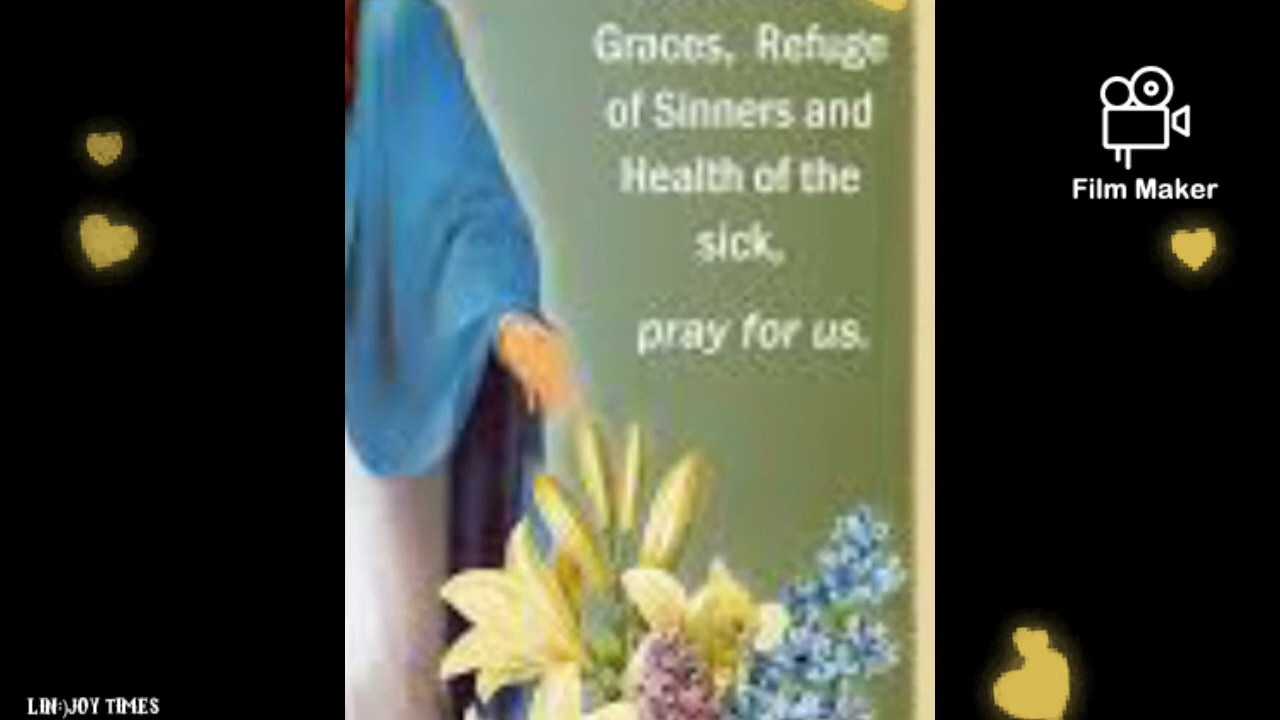 Graces, Refuge
of Sinners and
Health of the
sick,
pray for us.
Film Maker
LIN:)JOY TIMES